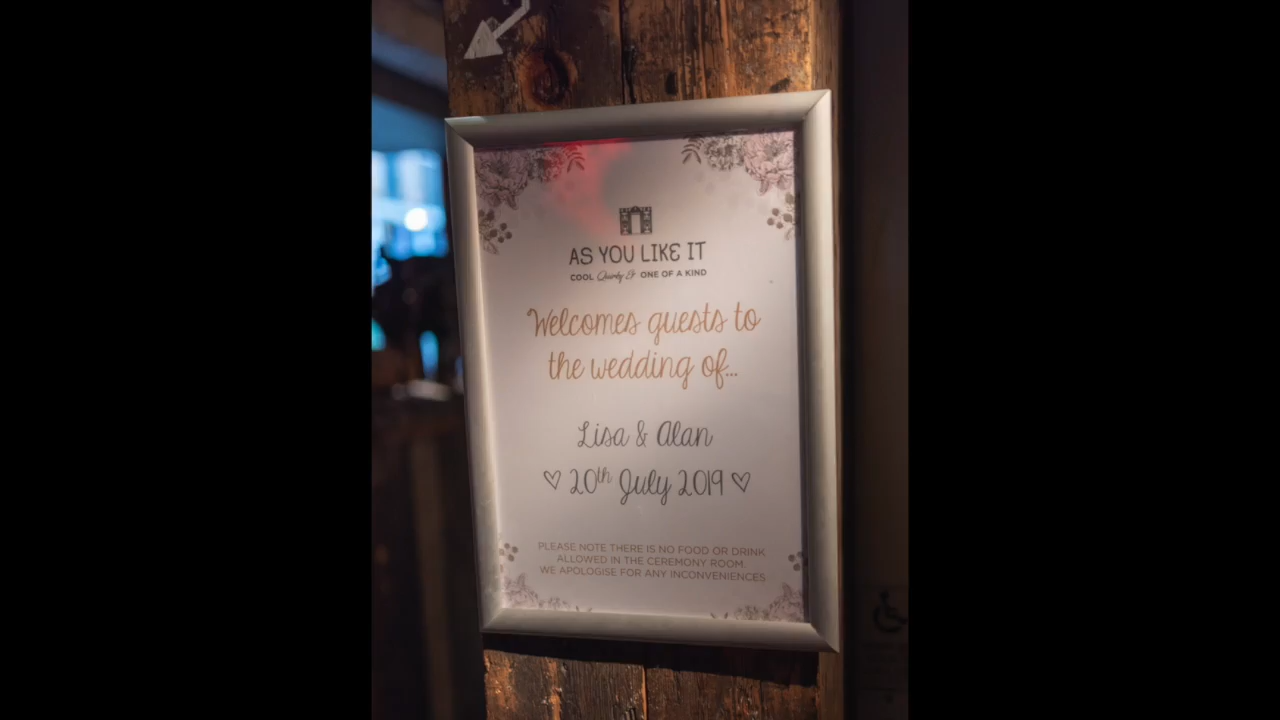 AS YOU LIKE IT
COOL Quirky & ONE OF A KIND
Welcomes guests to
the wedding of...
Lisa & Alan
♡ 20th July 2019 ♡
PLEASE NOTE THERE IS NO FOOD OR DRINK
ALLOWED IN THE CEREMONY ROOM.
WE APOLOGISE FOR ANY INCONVENIENCES